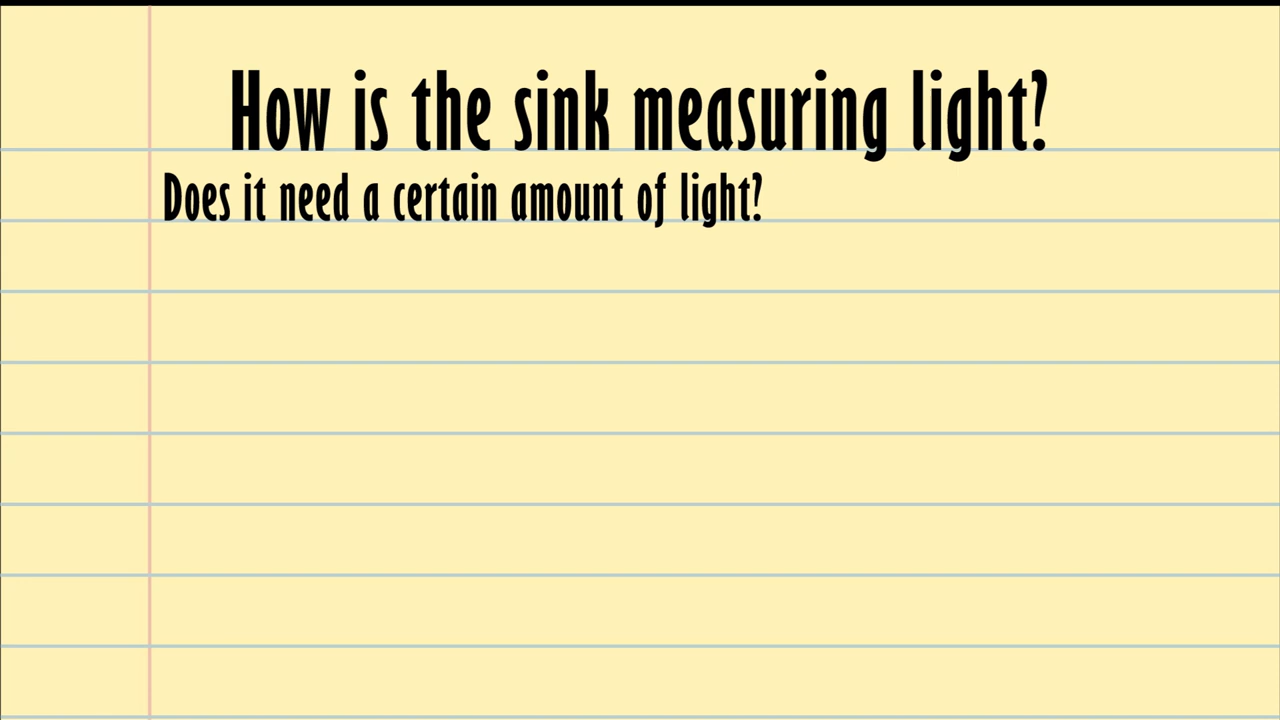 How is the sink measuring light?
Does it need a certain amount of light?